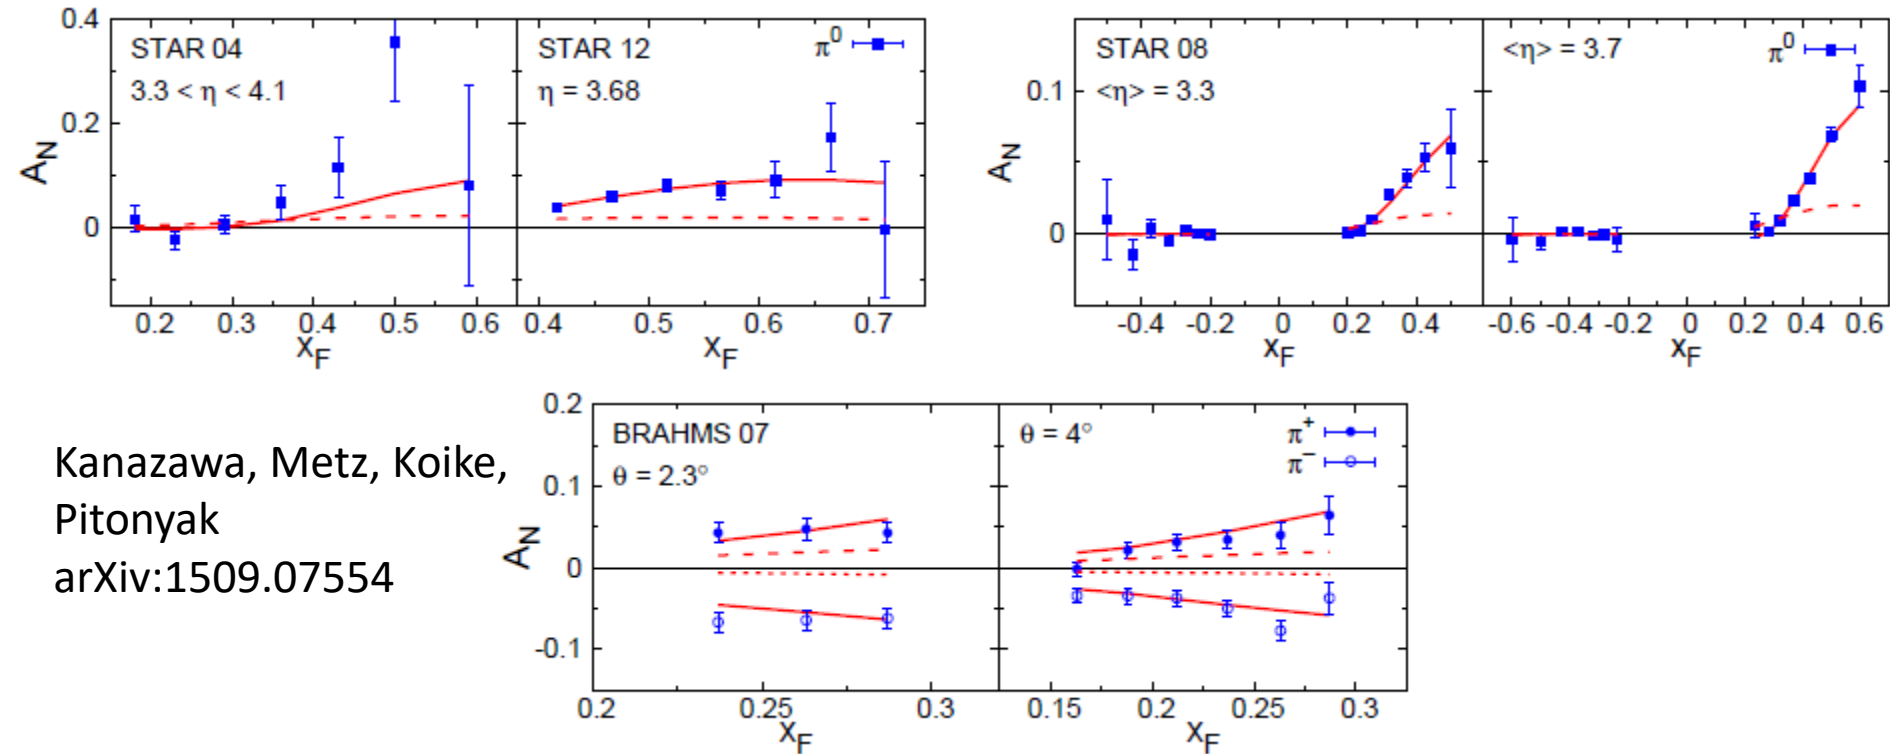 STAR 04
3.3 < η < 4.1
STAR 12
η = 3.68
π⁰
A_N
0.4
0.2
0
0.2 0.3 0.4 0.5 0.6
0.4 0.5 0.6 0.7
x_F
x_F
STAR 08
<η> = 3.3
<η> = 3.7
π⁰
A_N
0.1
0
-0.4 -0.2 0 0.2 0.4
-0.6 -0.4 -0.2 0 0.2 0.4 0.6
x_F
x_F
Kanazawa, Metz, Koike,
Pitonyak
arXiv:1509.07554
BRAHMS 07
θ = 2.3°
θ = 4°
π⁺
π⁻
A_N
0.2
0.1
0
-0.1
0.2 0.25 0.3
0.15 0.2 0.25 0.3
x_F
x_F